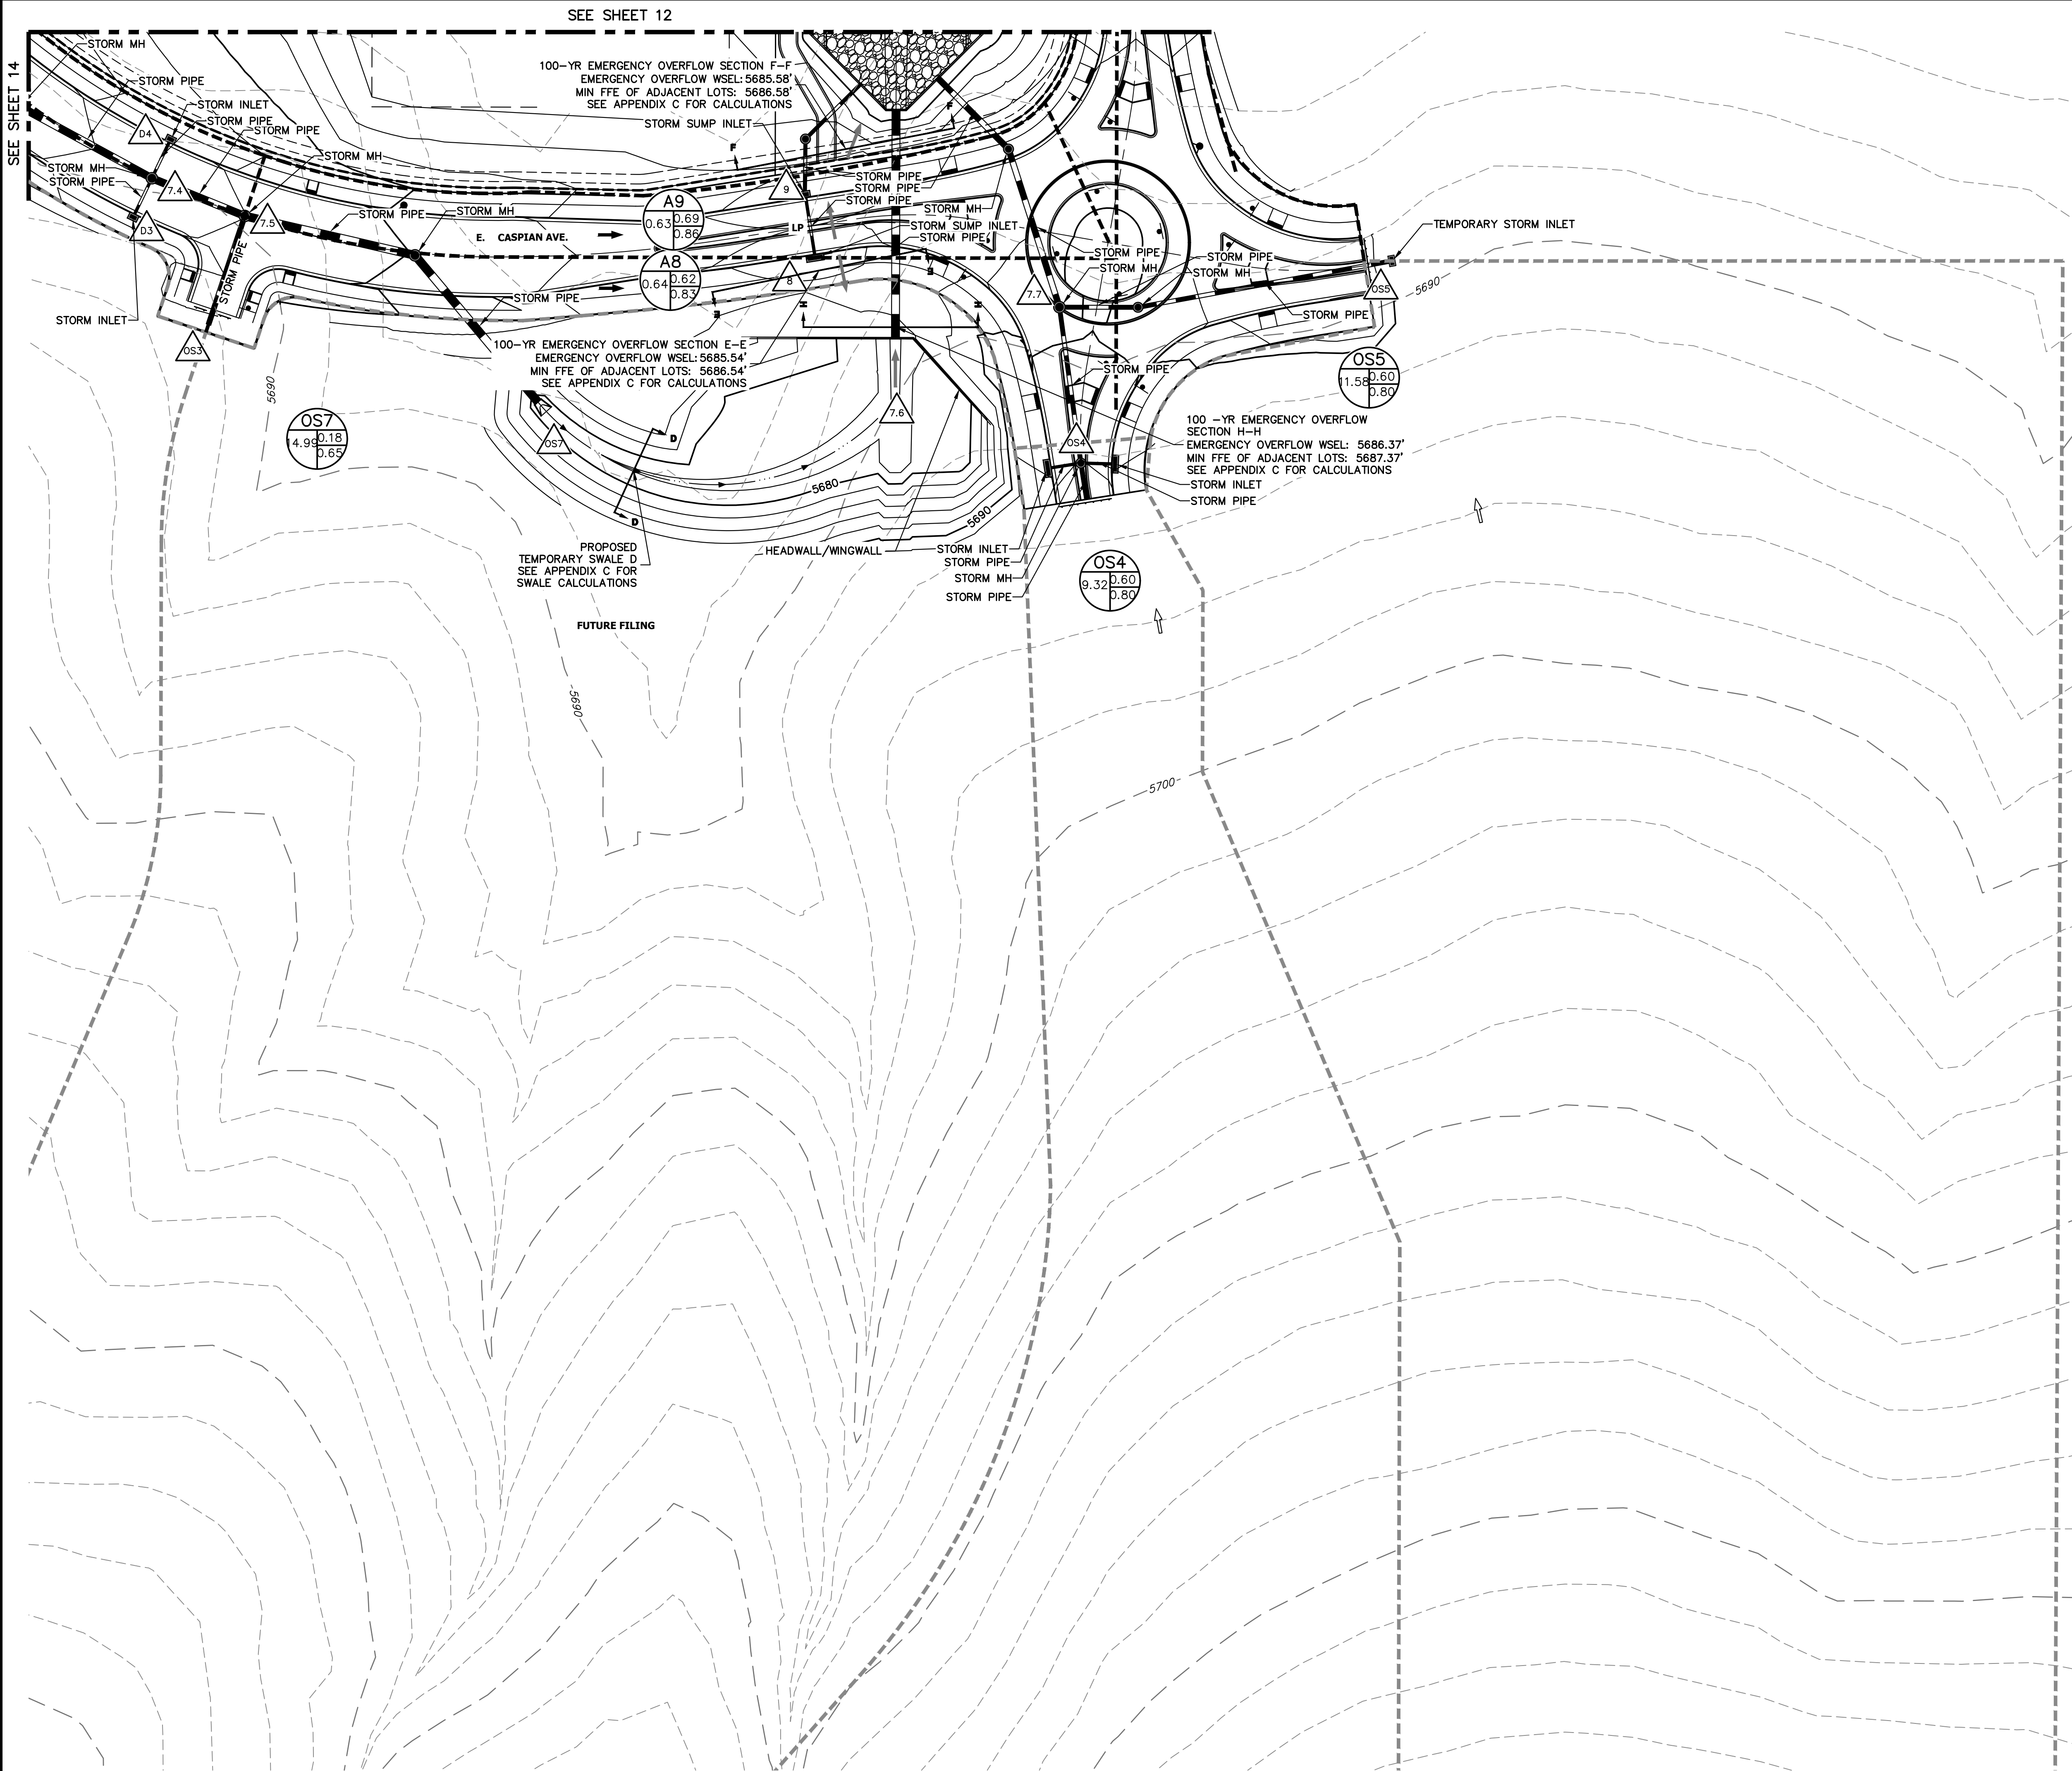 SEE SHEET 12
SEE SHEET 14
STORM MH
STORM PIPE
STORM INLET
STORM PIPE
STORM PIPE
D4
STORM MH
STORM MH
STORM PIPE
7.4
D3
7.5
STORM PIPE
STORM MH
E. CASPIAN AVE.
STORM PIPE
STORM PIPE
STORM INLET
OS3
100-YR EMERGENCY OVERFLOW SECTION F-F
EMERGENCY OVERFLOW WSEL: 5685.58'
MIN FFE OF ADJACENT LOTS: 5686.58'
SEE APPENDIX C FOR CALCULATIONS
STORM SUMP INLET
F
F
9
A9
0.63
0.69
0.86
A8
0.64
0.62
0.83
LP
8
STORM PIPE
STORM PIPE
STORM PIPE
STORM MH
STORM SUMP INLET
STORM PIPE
E
E
H
H
7.7
STORM PIPE
STORM MH
STORM PIPE
STORM MH
STORM PIPE
STORM PIPE
TEMPORARY STORM INLET
OS5
5690
OS5
11.58
0.60
0.80
100-YR EMERGENCY OVERFLOW SECTION E-E
EMERGENCY OVERFLOW WSEL: 5685.54'
MIN FFE OF ADJACENT LOTS: 5686.54'
SEE APPENDIX C FOR CALCULATIONS
5690
OS7
14.99
0.18
0.65
OS7
D
D
7.6
OS4
100 -YR EMERGENCY OVERFLOW
SECTION H-H
EMERGENCY OVERFLOW WSEL: 5686.37'
MIN FFE OF ADJACENT LOTS: 5687.37'
SEE APPENDIX C FOR CALCULATIONS
STORM INLET
STORM PIPE
5680
5690
PROPOSED
TEMPORARY SWALE D
SEE APPENDIX C FOR
SWALE CALCULATIONS
HEADWALL/WINGWALL
STORM INLET
STORM PIPE
STORM MH
STORM PIPE
OS4
9.32
0.60
0.80
FUTURE FILING
5690
5700